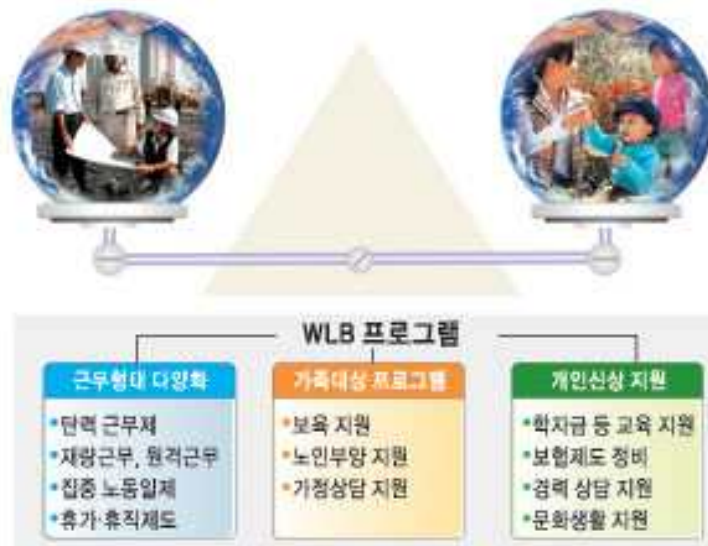 WLB 프로그램
근무형태 다양화
•탄력 근무제
•재량근무, 원격근무
•집중 노동일제
•휴가·휴직제도
가족대상 프로그램
•보육 지원
•노인부양 지원
•가정상담 지원
개인신상 지원
•학자금 등 교육 지원
•보험제도 정비
•경력 상담 지원
•문화생활 지원